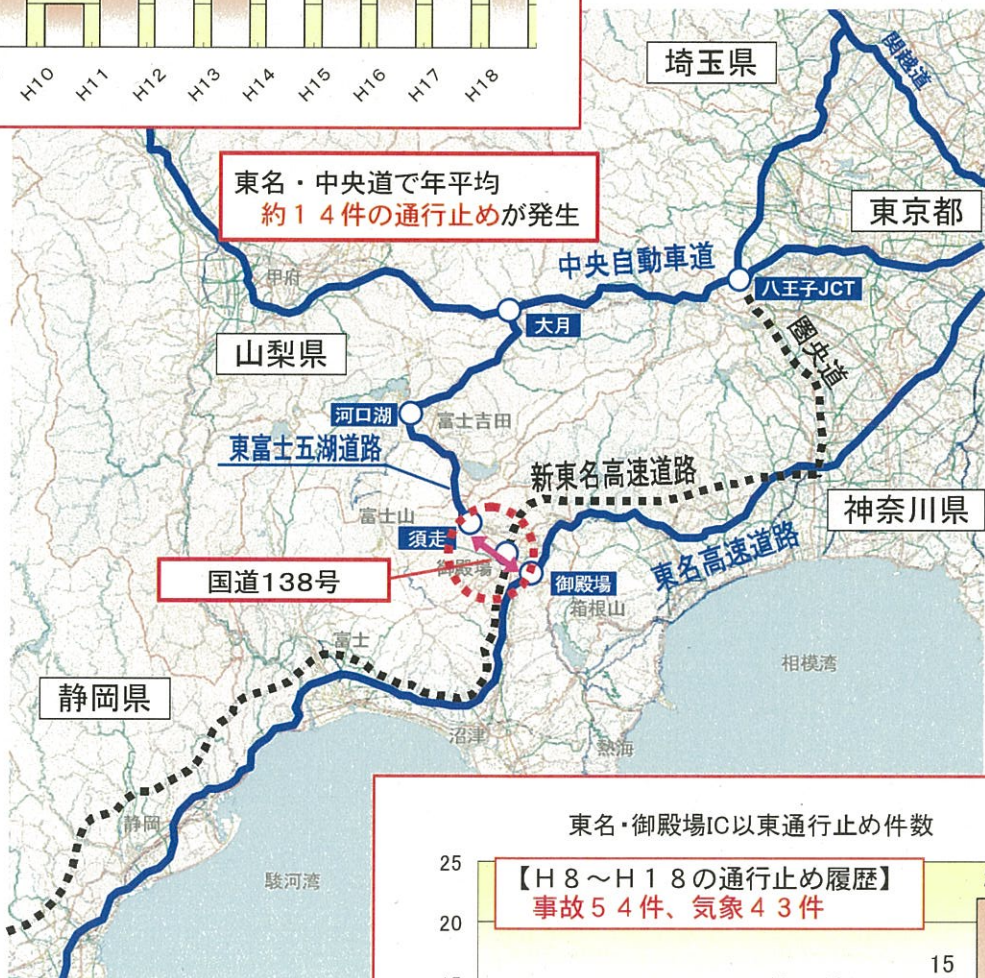 H10 H11 H12 H13 H14 H15 H16 H17 H18
埼玉県
関越道
東名・中央道で年平均
約14件の通行止めが発生
東京都
中央自動車道
八王子JCT
甲府
大月
圏央道
山梨県
河口湖
富士吉田
東富士五湖道路
新東名高速道路
神奈川県
富士山
須走
御殿場
東名高速道路
国道138号
御殿場
箱根山
富士
相模湾
静岡県
沼津
熱海
静岡
駿河湾
東名・御殿場IC以東通行止め件数
25
【H8～H18の通行止め履歴】
事故54件、気象43件
20
15